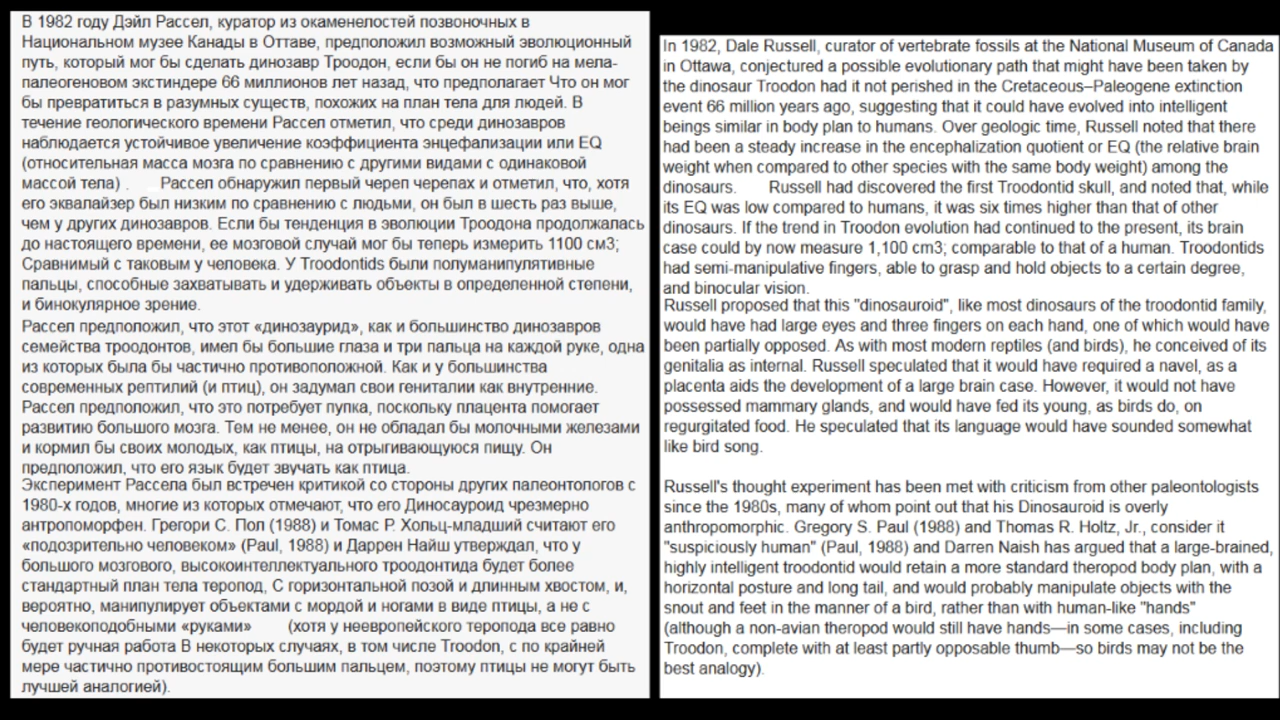 В 1982 году Дэйл Рассел, куратор из окаменелостей позвоночных в
Национальном музее Канады в Оттаве, предположил возможный эволюционный
путь, который мог бы сделать динозавр Троодон, если бы он не погиб на мела-
палеогеновом экстиндере 66 миллионов лет назад, что предполагает Что он мог
бы превратиться в разумных существ, похожих на план тела для людей. В
течение геологического времени Рассел отметил, что среди динозавров
наблюдается устойчивое увеличение коэффициента энцефализации или EQ
(относительная масса мозга по сравнению с другими видами с одинаковой
массой тела) . Рассел обнаружил первый череп черепах и отметил, что, хотя
его эквалайзер был низким по сравнению с людьми, он был в шесть раз выше,
чем у других динозавров. Если бы тенденция в эволюции Троодона продолжалась
до настоящего времени, ее мозговой случай мог бы теперь измерить 1100 см3;
Сравнимый с таковым у человека. У Troodontids были полуманипулятивные
пальцы, способные захватывать и удерживать объекты в определенной степени,
и бинокулярное зрение.
Рассел предположил, что этот «динозаурид», как и большинство динозавров
семейства троодонтов, имел бы большие глаза и три пальца на каждой руке, одна
из которых была бы частично противоположной. Как и у большинства
современных рептилий (и птиц), он задумал свои гениталии как внутренние.
Рассел предположил, что это потребует пупка, поскольку плацента помогает
развитию большого мозга. Тем не менее, он не обладал бы молочными железами
и кормил бы своих молодых, как птицы, на отрыгивающуюся пищу. Он
предположил, что его язык будет звучать как птица.
Эксперимент Рассела был встречен критикой со стороны других палеонтологов с
1980-х годов, многие из которых отмечают, что его Диносауроид чрезмерно
антропоморфен. Грегори С. Пол (1988) и Томас Р. Хольц-младший считают его
«подозрительно человеком» (Paul, 1988) и Даррен Найш утверждал, что у
большого мозгового, высокоинтеллектуального троодонтида будет более
стандартный план тела теропод, С горизонтальной позой и длинным хвостом, и,
вероятно, манипулирует объектами с мордой и ногами в виде птицы, а не с
человекоподобными «руками» (хотя у неевропейского теропода все равно
будет ручная работа В некоторых случаях, в том числе Troodon, с по крайней
мере частично противостоящим большим пальцем, поэтому птицы не могут быть
лучшей аналогией).
In 1982, Dale Russell, curator of vertebrate fossils at the National Museum of Canada
in Ottawa, conjectured a possible evolutionary path that might have been taken by
the dinosaur Troodon had it not perished in the Cretaceous–Paleogene extinction
event 66 million years ago, suggesting that it could have evolved into intelligent
beings similar in body plan to humans. Over geologic time, Russell noted that there
had been a steady increase in the encephalization quotient or EQ (the relative brain
weight when compared to other species with the same body weight) among the
dinosaurs. Russell had discovered the first Troodontid skull, and noted that, while
its EQ was low compared to humans, it was six times higher than that of other
dinosaurs. If the trend in Troodon evolution had continued to the present, its brain
case could by now measure 1,100 cm3; comparable to that of a human. Troodontids
had semi-manipulative fingers, able to grasp and hold objects to a certain degree,
and binocular vision.
Russell proposed that this "dinosauroid", like most dinosaurs of the troodontid family,
would have had large eyes and three fingers on each hand, one of which would have
been partially opposed. As with most modern reptiles (and birds), he conceived of its
genitalia as internal. Russell speculated that it would have required a navel, as a
placenta aids the development of a large brain case. However, it would not have
possessed mammary glands, and would have fed its young, as birds do, on
regurgitated food. He speculated that its language would have sounded somewhat
like bird song.
Russell's thought experiment has been met with criticism from other paleontologists
since the 1980s, many of whom point out that his Dinosauroid is overly
anthropomorphic. Gregory S. Paul (1988) and Thomas R. Holtz, Jr., consider it
"suspiciously human" (Paul, 1988) and Darren Naish has argued that a large-brained,
highly intelligent troodontid would retain a more standard theropod body plan, with a
horizontal posture and long tail, and would probably manipulate objects with the
snout and feet in the manner of a bird, rather than with human-like "hands"
(although a non-avian theropod would still have hands—in some cases, including
Troodon, complete with at least partly opposable thumb—so birds may not be the
best analogy).